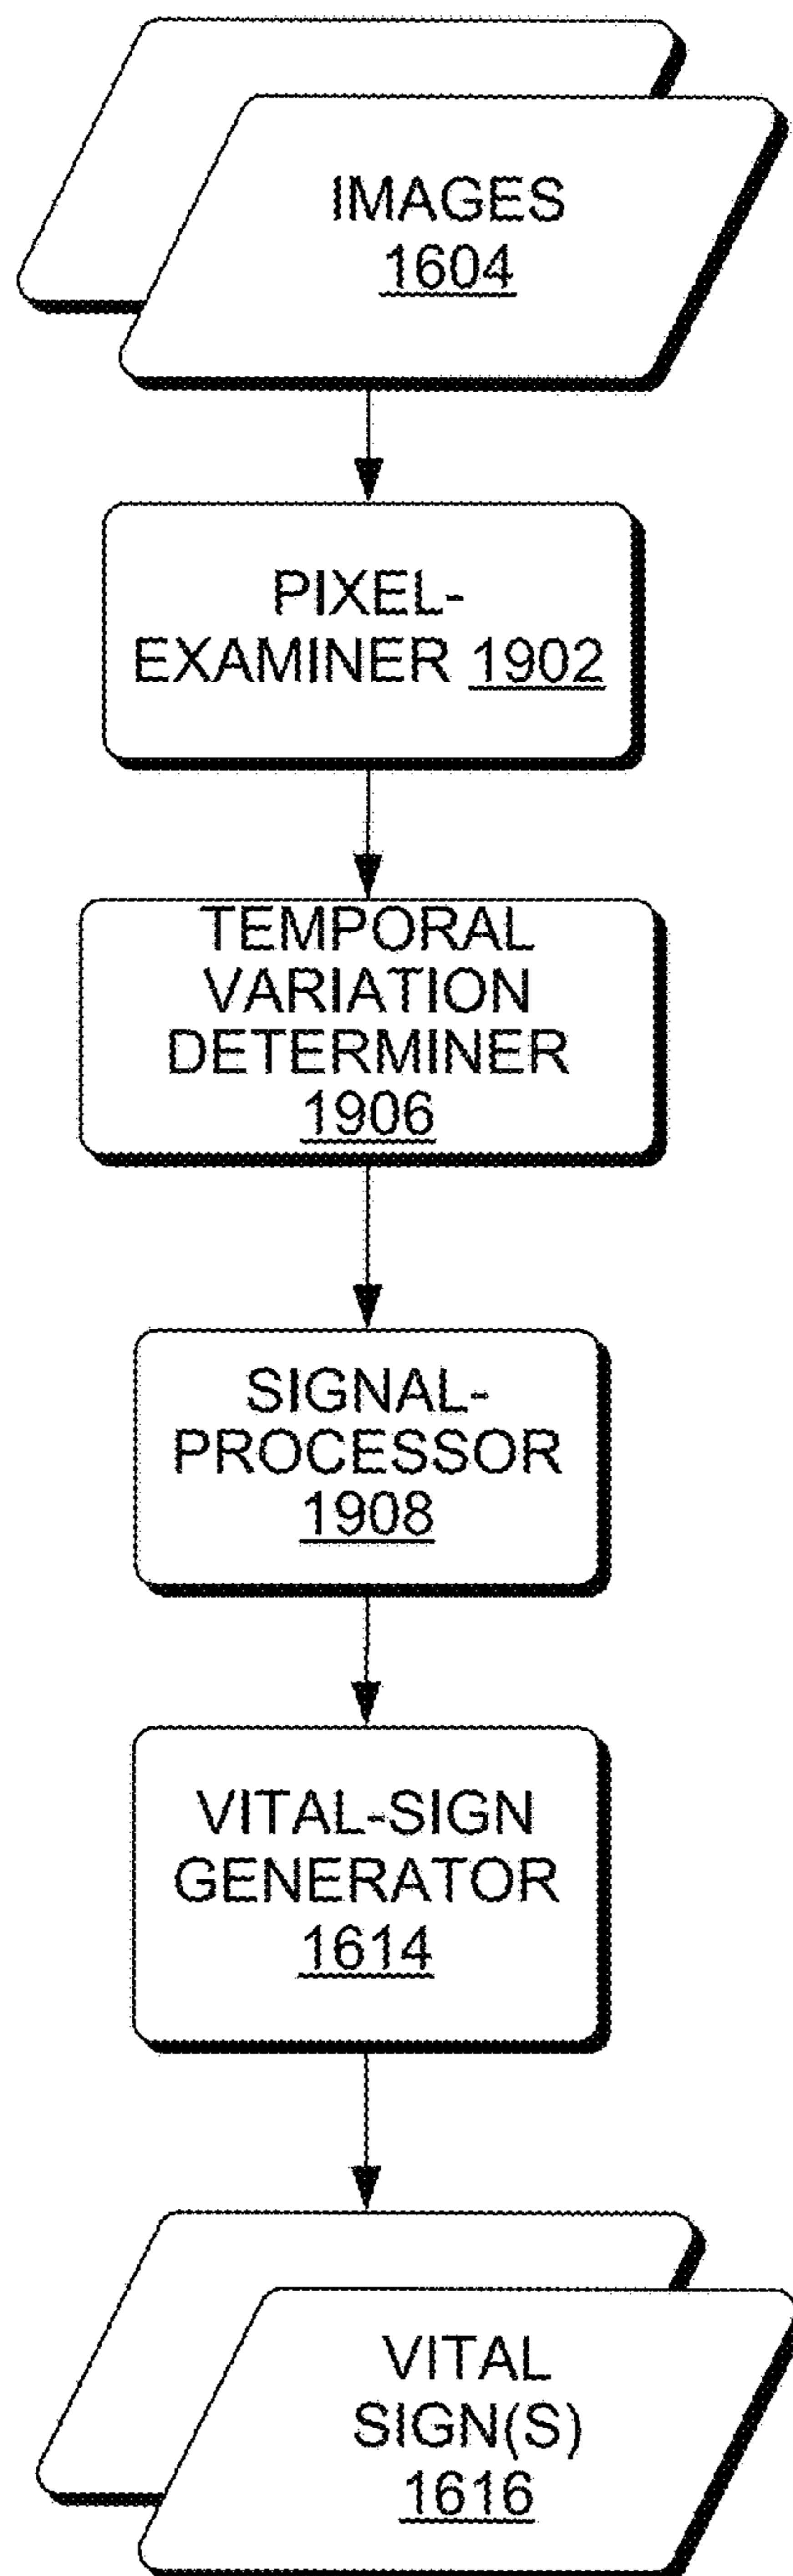 IMAGES
1604
PIXEL-
EXAMINER 1902
TEMPORAL
VARIATION
DETERMINER
1906
SIGNAL-
PROCESSOR
1908
VITAL-SIGN
GENERATOR
1614
VITAL
SIGN(S)
1616